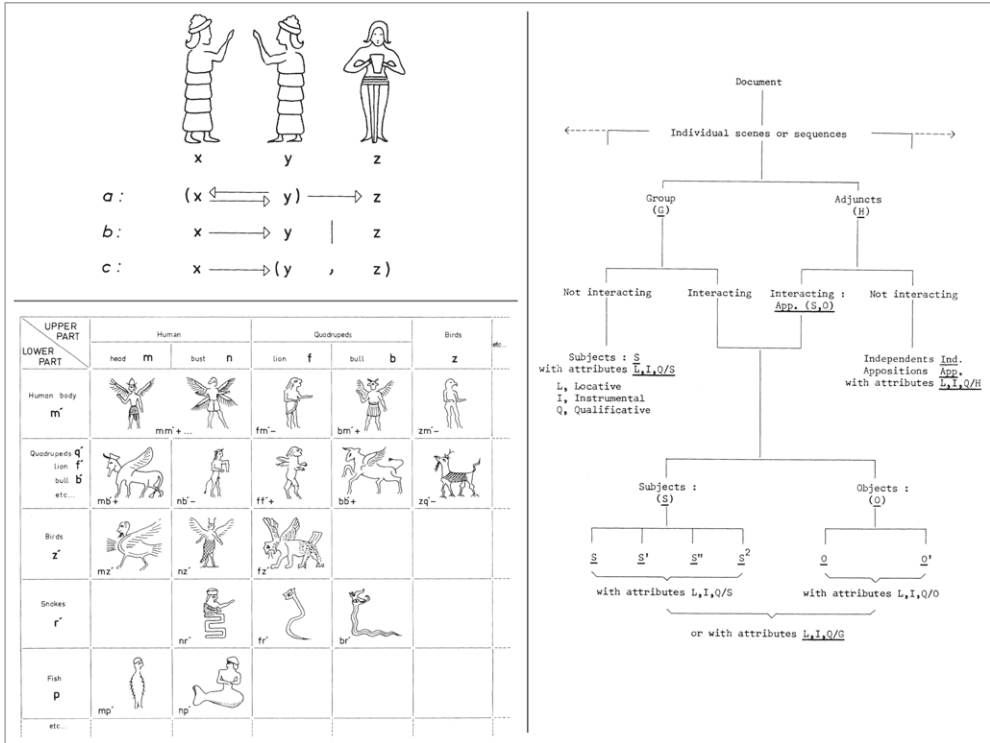 x y z
a : (x y) z
b : x y | z
c : x (y , z)
UPPER PART
LOWER PART
Human
Quadrupeds
Birds
etc...
head m
bust n
lion f
bull b
z
Human body
m′
mm′ + ...
fm′ –
bm′ +
zm′ –
Quadrupeds q′
lion f′
bull b′
etc...
mb′ +
nb′ –
ff′ +
bb′ +
zq′ –
Birds
z′
mz′
nz′
fz′
Snakes
r′
nr′
fr′
br′
Fish
p
mp′
np′
etc...
Document
Individual scenes or sequences
Group
(G)
Adjuncts
(H)
Not interacting
Interacting
Interacting :
App. (S,O)
Not interacting
Subjects : S
with attributes L,I,Q/S
L, Locative
I, Instrumental
Q, Qualificative
Independents Ind.
Appositions App.
with attributes L,I,Q/H
Subjects :
(S)
Objects :
(O)
S S' S" S²
O O'
with attributes L,I,Q/S
with attributes L,I,Q/O
or with attributes L,I,Q/G